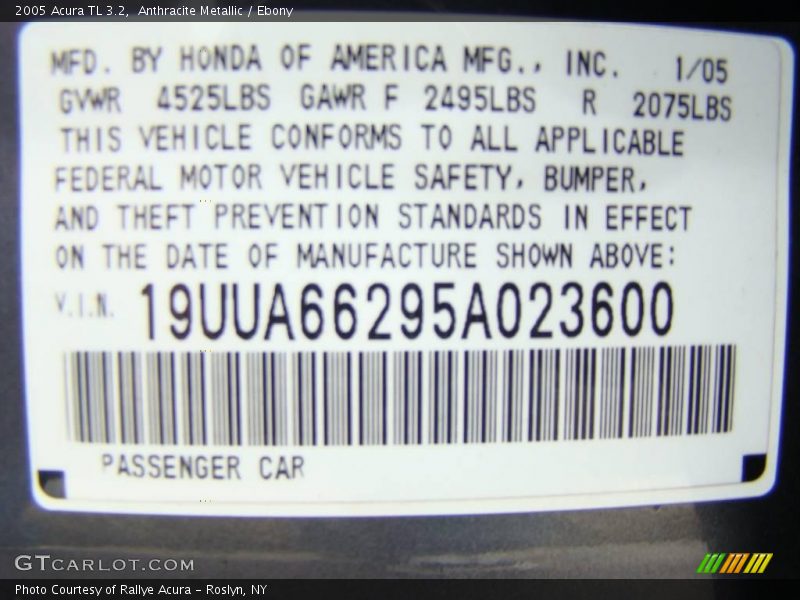 2005 Acura TL 3.2,  Anthracite Metallic / Ebony
MFD. BY HONDA OF AMERICA MFG., INC. 1/05
GVWR 4525LBS GAWR F 2495LBS R 2075LBS
THIS VEHICLE CONFORMS TO ALL APPLICABLE
FEDERAL MOTOR VEHICLE SAFETY, BUMPER,
AND THEFT PREVENTION STANDARDS IN EFFECT
ON THE DATE OF MANUFACTURE SHOWN ABOVE:
V.I.N. 19UUA66295A023600
PASSENGER CAR
GTCARLOT.COM
Photo Courtesy of Rallye Acura – Roslyn, NY